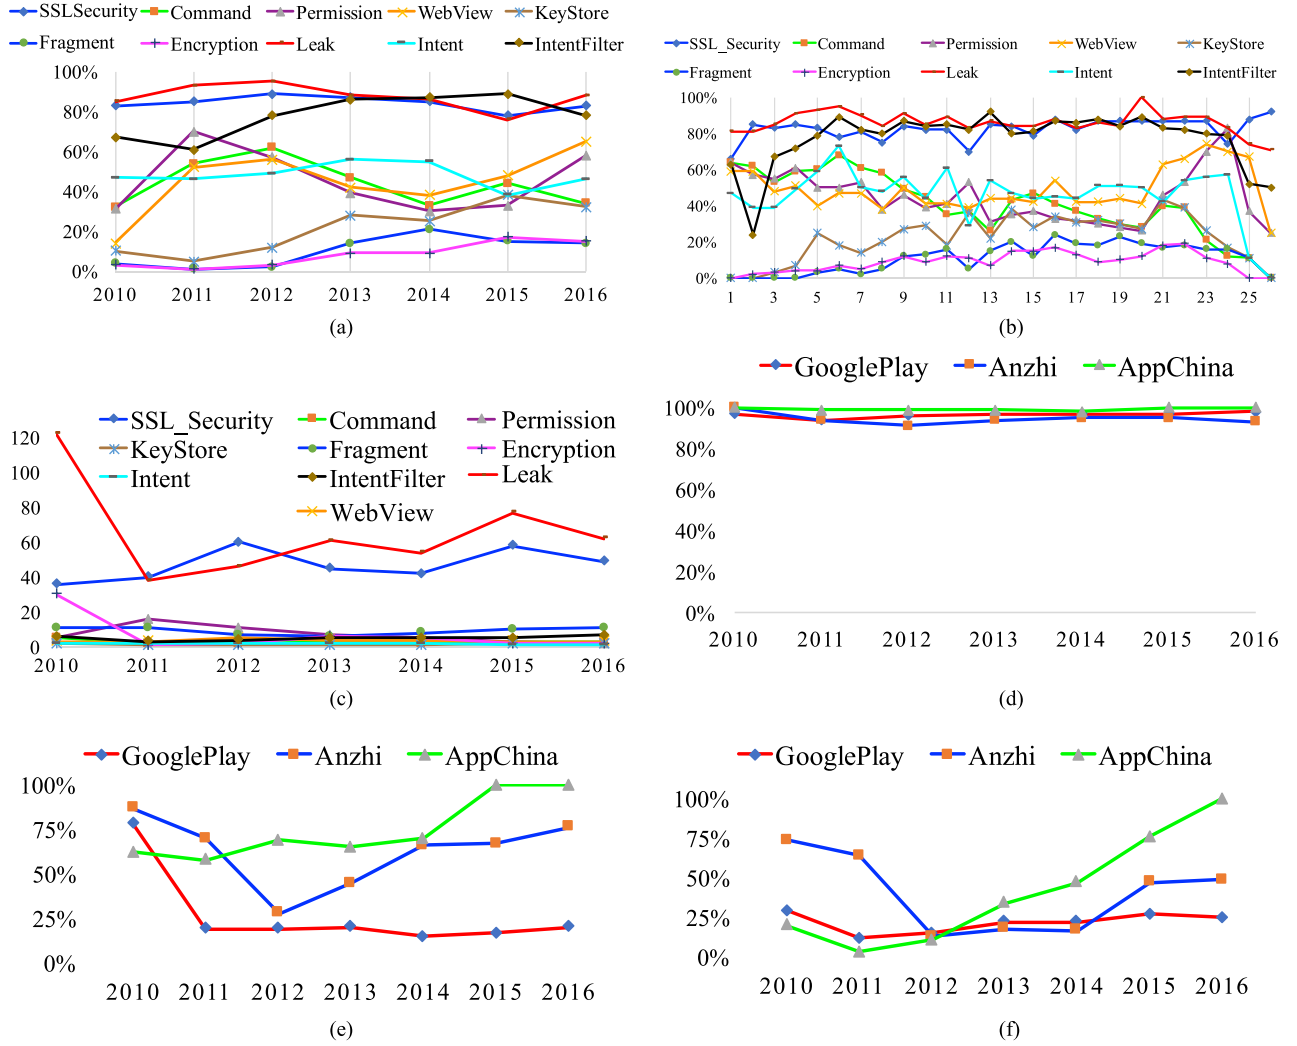 SSLSecurity Command Permission WebView KeyStore
Fragment Encryption Leak Intent IntentFilter
100%
80%
60%
40%
20%
0%
2010 2011 2012 2013 2014 2015 2016
(a)
SSL_Security Command Permission WebView KeyStore
Fragment Encryption Leak Intent IntentFilter
100%
80%
60%
40%
20%
0%
1 3 5 7 9 11 13 15 17 19 21 23 25
(b)
SSL_Security Command Permission
KeyStore Fragment Encryption
Intent IntentFilter Leak
WebView
120
100
80
60
40
20
0
2010 2011 2012 2013 2014 2015 2016
(c)
GooglePlay Anzhi AppChina
100%
80%
60%
40%
20%
0%
2010 2011 2012 2013 2014 2015 2016
(d)
GooglePlay Anzhi AppChina
100%
75%
50%
25%
0%
2010 2011 2012 2013 2014 2015 2016
(e)
GooglePlay Anzhi AppChina
100%
75%
50%
25%
0%
2010 2011 2012 2013 2014 2015 2016
(f)